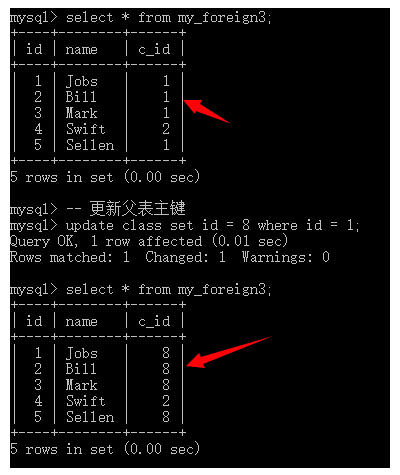 mysql> select * from my_foreign3;
+----+--------+------+
| id | name   | c_id |
+----+--------+------+
|  1 | Jobs   |    1 |
|  2 | Bill   |    1 |
|  3 | Mark   |    1 |
|  4 | Swift  |    2 |
|  5 | Sellen |    1 |
+----+--------+------+
5 rows in set (0.00 sec)
mysql> -- 更新父表主键
mysql> update class set id = 8 where id = 1;
Query OK, 1 row affected (0.01 sec)
Rows matched: 1  Changed: 1  Warnings: 0
mysql> select * from my_foreign3;
+----+--------+------+
| id | name   | c_id |
+----+--------+------+
|  1 | Jobs   |    8 |
|  2 | Bill   |    8 |
|  3 | Mark   |    8 |
|  4 | Swift  |    2 |
|  5 | Sellen |    8 |
+----+--------+------+
5 rows in set (0.00 sec)